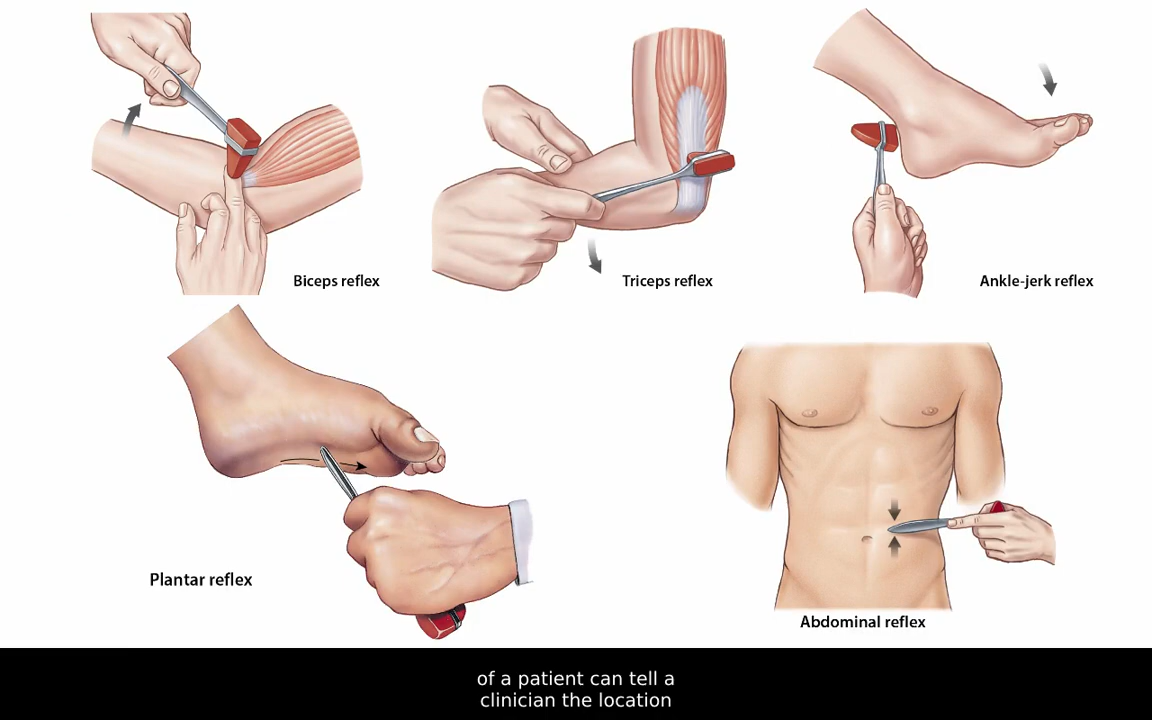 Biceps reflex
Triceps reflex
Ankle-jerk reflex
Plantar reflex
Abdominal reflex
of a patient can tell a
clinician the location